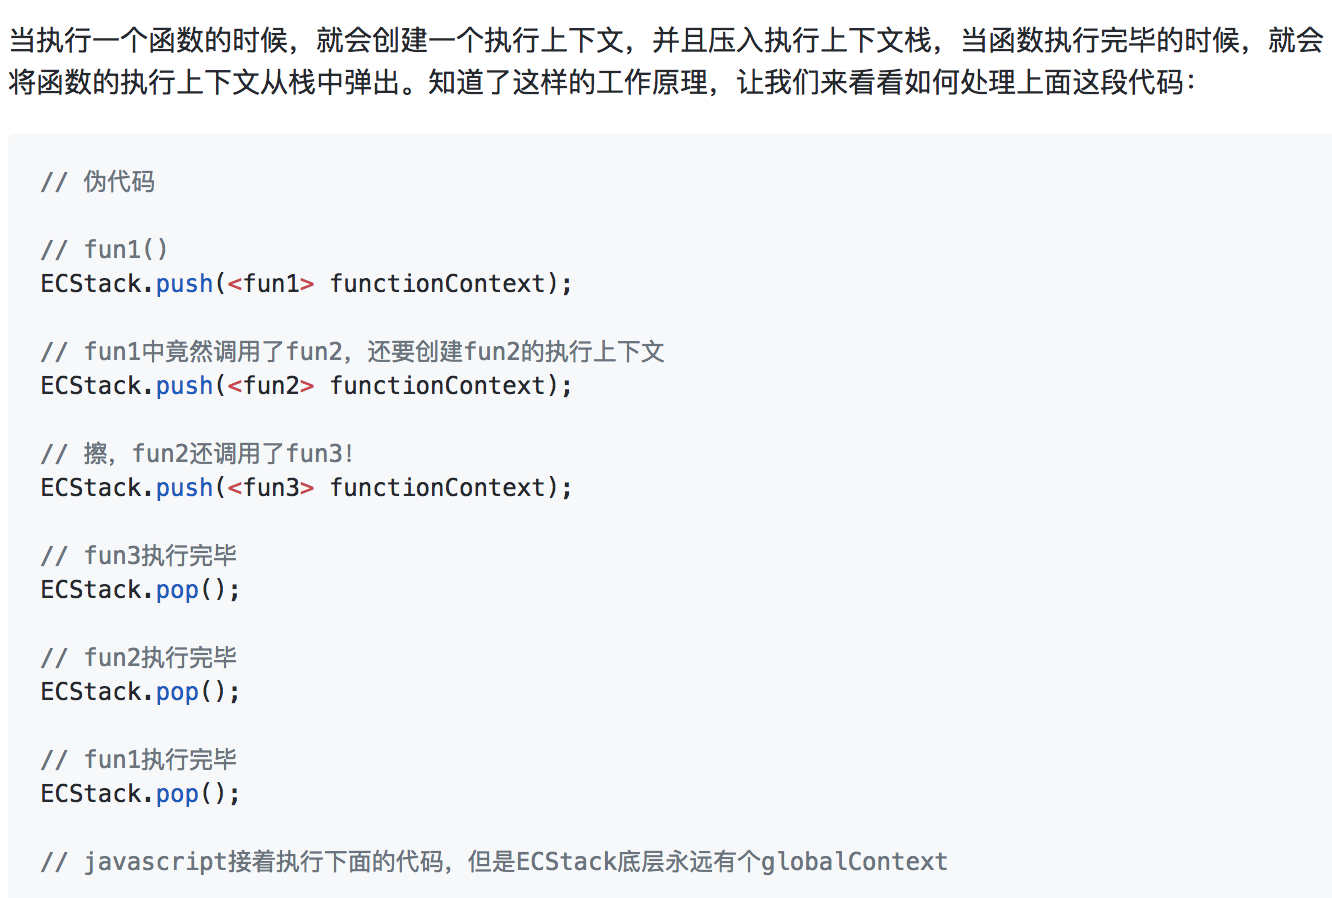 当执行一个函数的时候，就会创建一个执行上下文，并且压入执行上下文栈，当函数执行完毕的时候，就会
将函数的执行上下文从栈中弹出。知道了这样的工作原理，让我们来看看如何处理上面这段代码：
// 伪代码
// fun1()
ECStack.push(<fun1> functionContext);
// fun1中竟然调用了fun2，还要创建fun2的执行上下文
ECStack.push(<fun2> functionContext);
// 擦，fun2还调用了fun3！
ECStack.push(<fun3> functionContext);
// fun3执行完毕
ECStack.pop();
// fun2执行完毕
ECStack.pop();
// fun1执行完毕
ECStack.pop();
// javascript接着执行下面的代码，但是ECStack底层永远有个globalContext